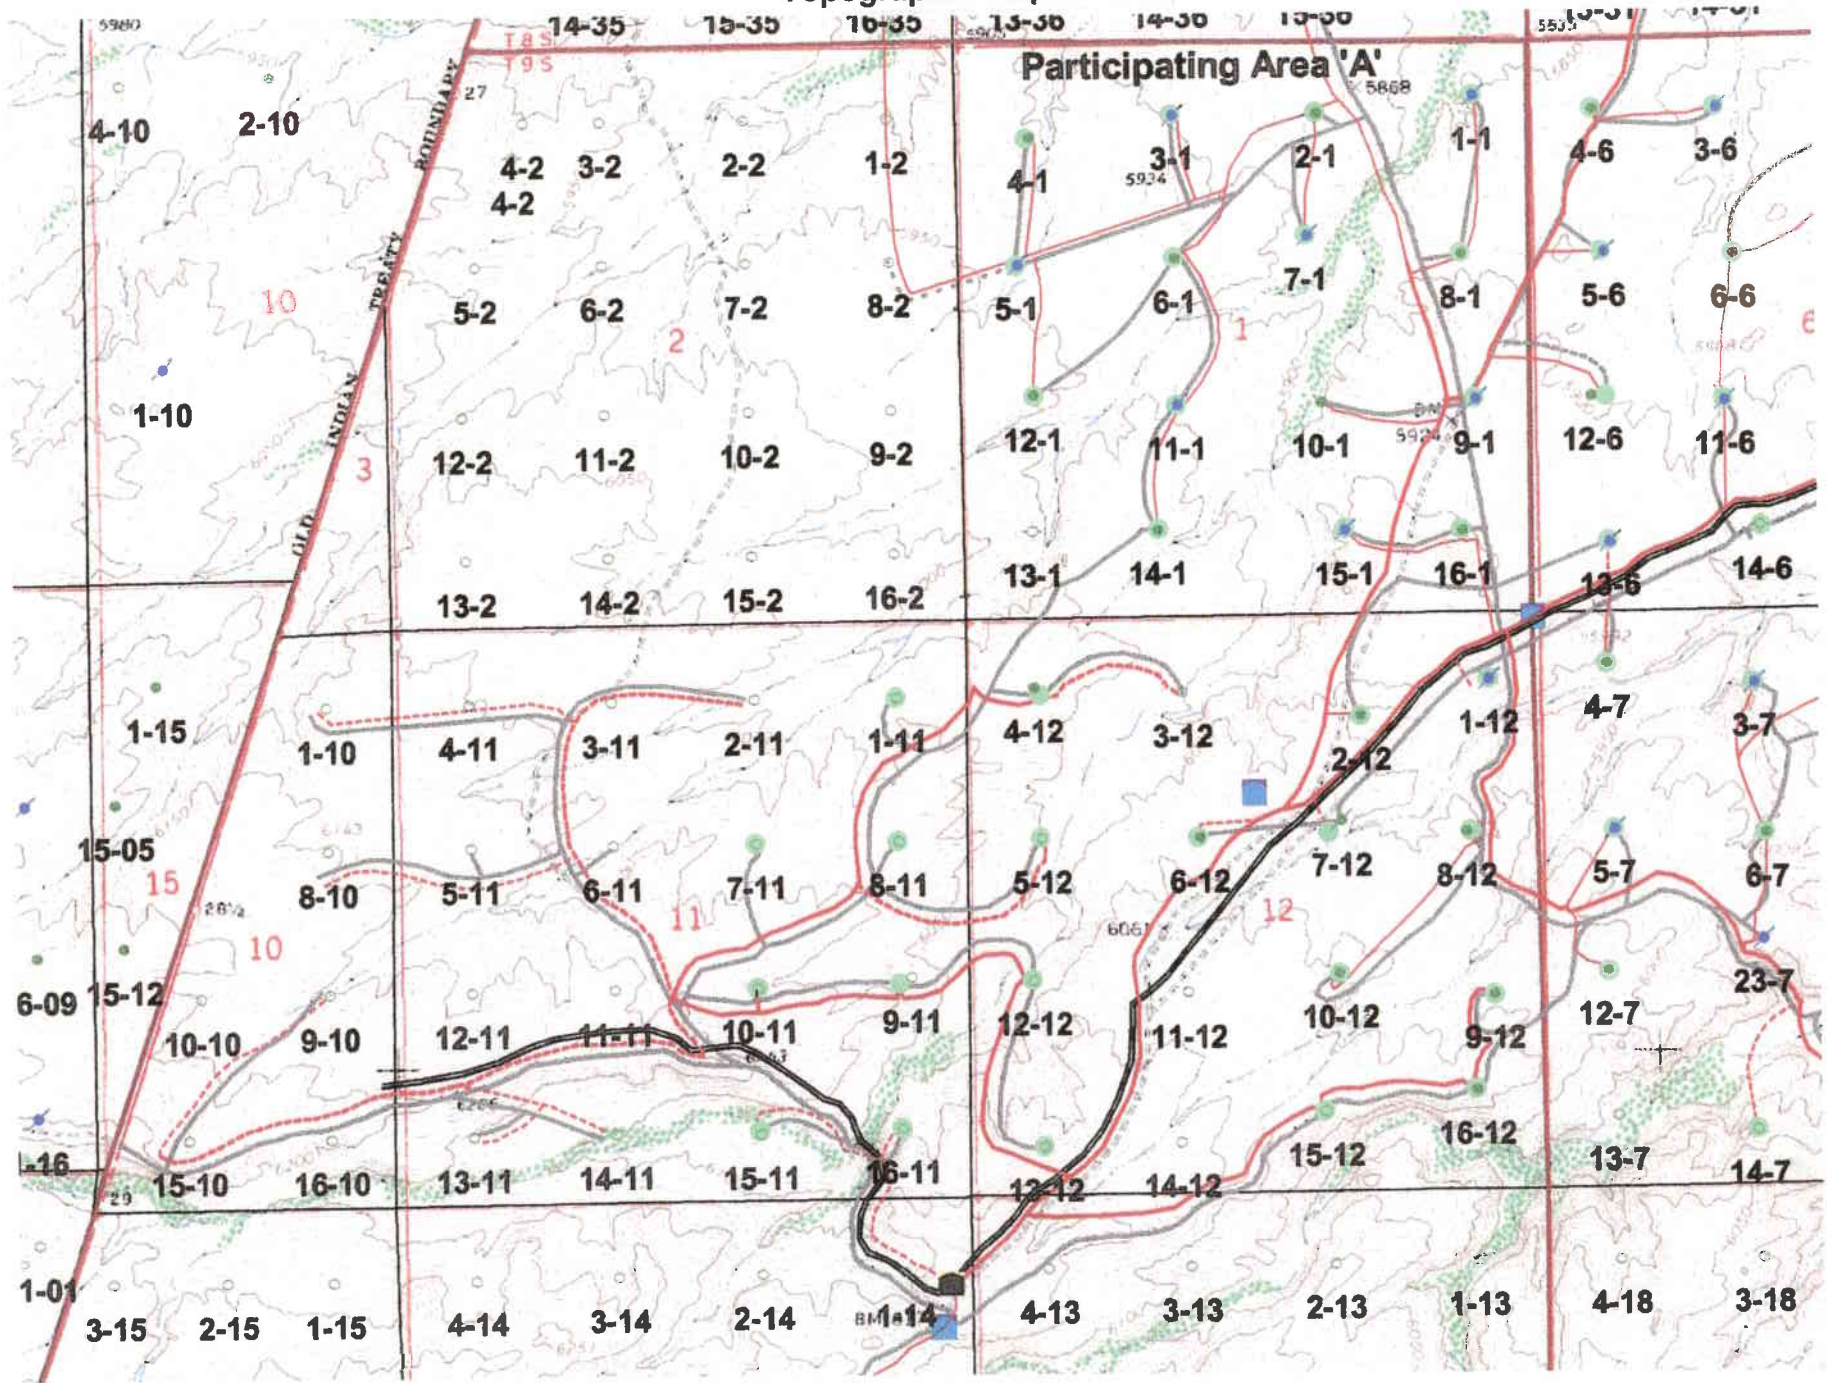 14-35 15-35 16-35 13-36 14-36 15-36
5980
T8S
T9S
Participating Area 'A'
5868
27
4-10 2-10
4-2 3-2 2-2 1-2 4-1 3-1 2-1 1-1 4-6 3-6
4-2
5934
5-2 6-2 7-2 8-2 5-1 6-1 7-1 8-1 5-6 6-6
10 2 1 6
OLD INDIAN TREATY BOUNDARY
1-10
3
12-2 11-2 10-2 9-2 12-1 11-1 10-1 9-1 12-6 11-6
5924
13-2 14-2 15-2 16-2 13-1 14-1 15-1 16-1 13-6 14-6
1-15 1-10 4-11 3-11 2-11 1-11 4-12 3-12 2-12 1-12 4-7 3-7
15-05 8-10 5-11 6-11 7-11 8-11 5-12 6-12 7-12 8-12 5-7 6-7
15 10 11 12
6-09 15-12 10-10 9-10 12-11 11-11 10-11 9-11 12-12 11-12 10-12 9-12 12-7 23-7
-16 15-10 16-10 13-11 14-11 15-11 16-11 13-12 14-12 15-12 16-12 13-7 14-7
29
1-01
3-15 2-15 1-15 4-14 3-14 2-14 1-14 4-13 3-13 2-13 1-13 4-18 3-18